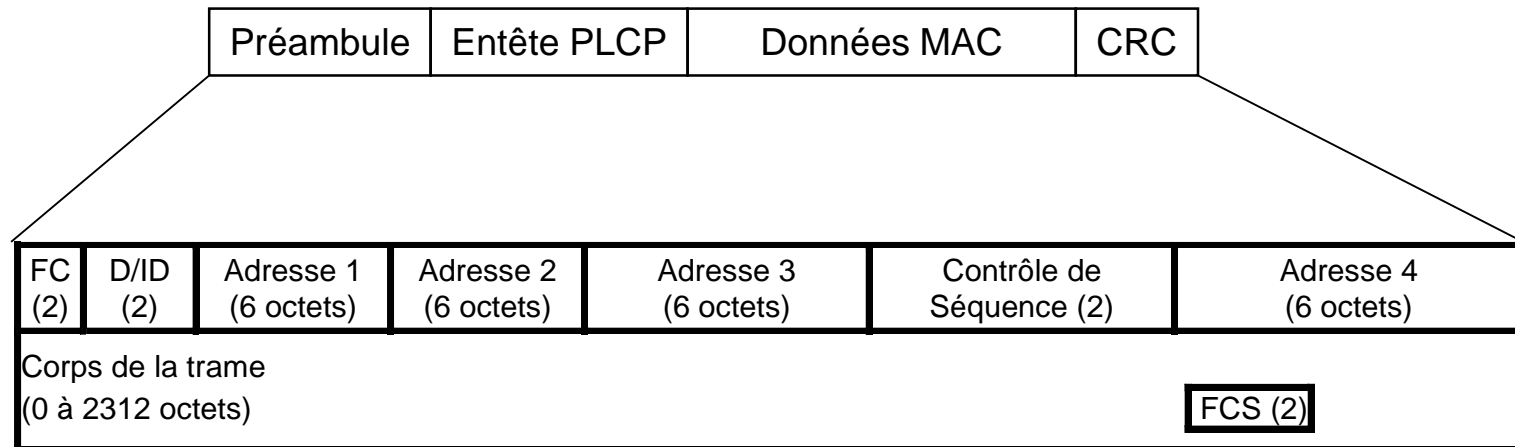 Préambule Entête PLCP Données MAC CRC
FC D/ID Adresse 1 Adresse 2 Adresse 3 Contrôle de Adresse 4
(2) (2) (6 octets) (6 octets) (6 octets) Séquence (2) (6 octets)
Corps de la trame
(0 à 2312 octets) FCS (2)